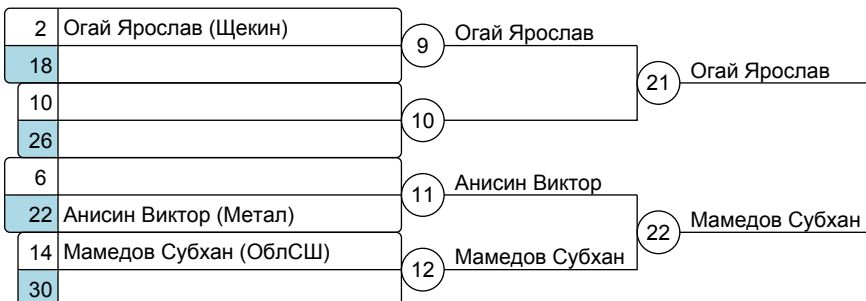 2 Огай Ярослав (Щекин)
9 Огай Ярослав
18
21 Огай Ярослав
10
10
26
6
11 Анисин Виктор
22 Анисин Виктор (Метал)
22 Мамедов Субхан
14 Мамедов Субхан (ОблСШ)
12 Мамедов Субхан
30